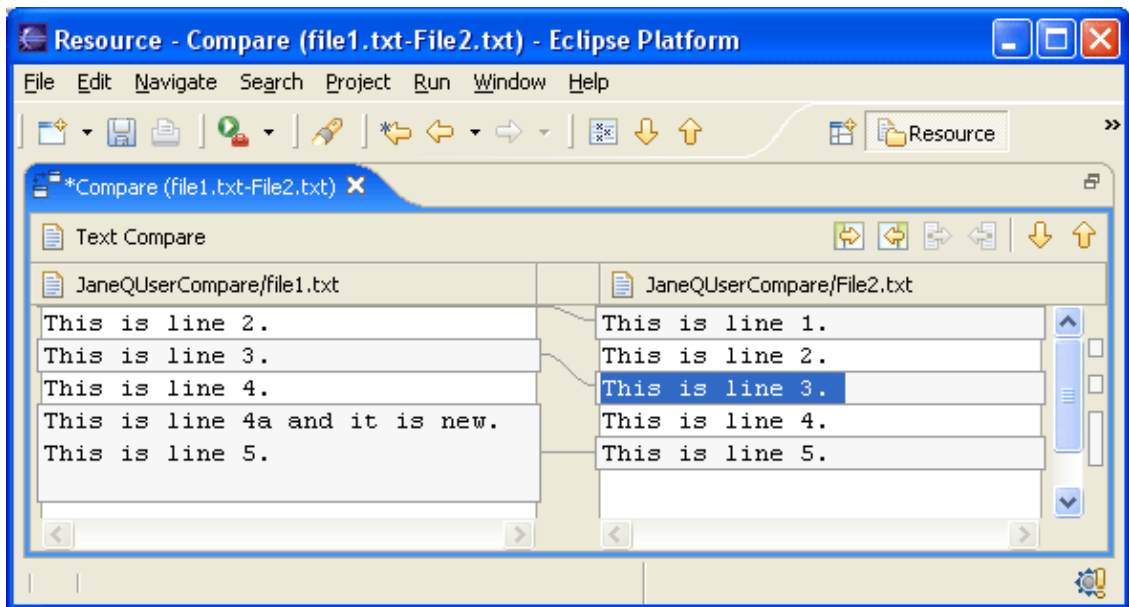 Resource - Compare (file1.txt-File2.txt) - Eclipse Platform
File Edit Navigate Search Project Run Window Help
Resource
*Compare (file1.txt-File2.txt)
Text Compare
JaneQUserCompare/file1.txt
This is line 2.
This is line 3.
This is line 4.
This is line 4a and it is new.
This is line 5.
JaneQUserCompare/File2.txt
This is line 1.
This is line 2.
This is line 3.
This is line 4.
This is line 5.